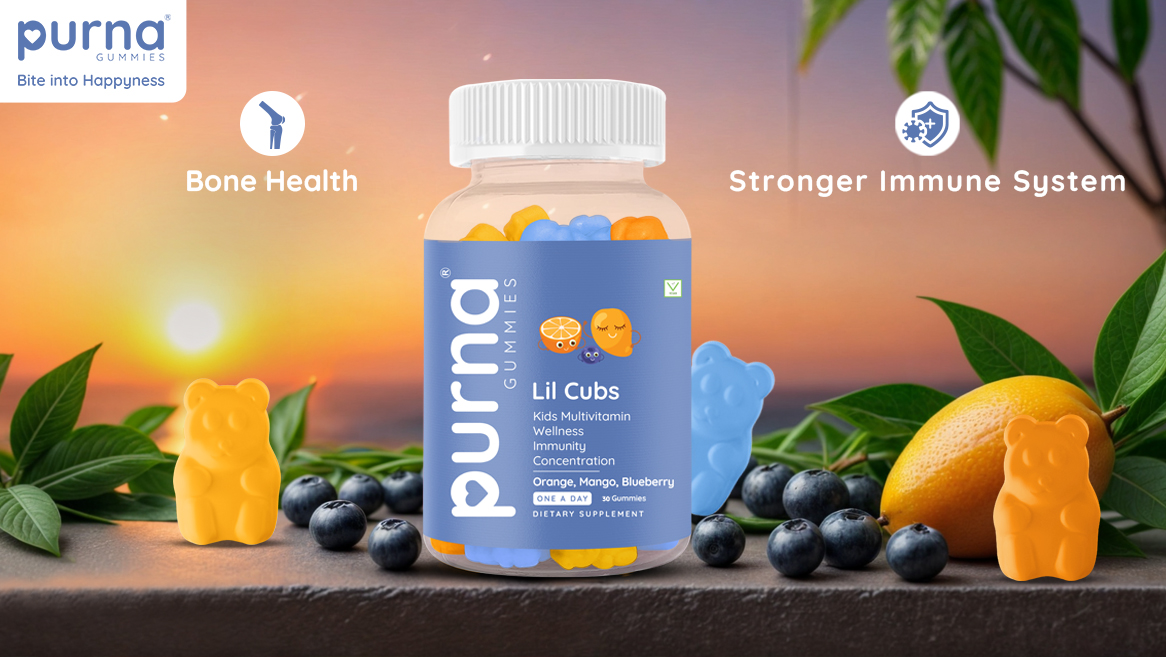 purna®
GUMMIES
Bite into Happyness
Bone Health
Stronger Immune System
purna®
GUMMIES
Lil Cubs
Kids Multivitamin
Wellness
Immunity
Concentration
Orange, Mango, Blueberry
ONE A DAY 30 Gummies
DIETARY SUPPLEMENT